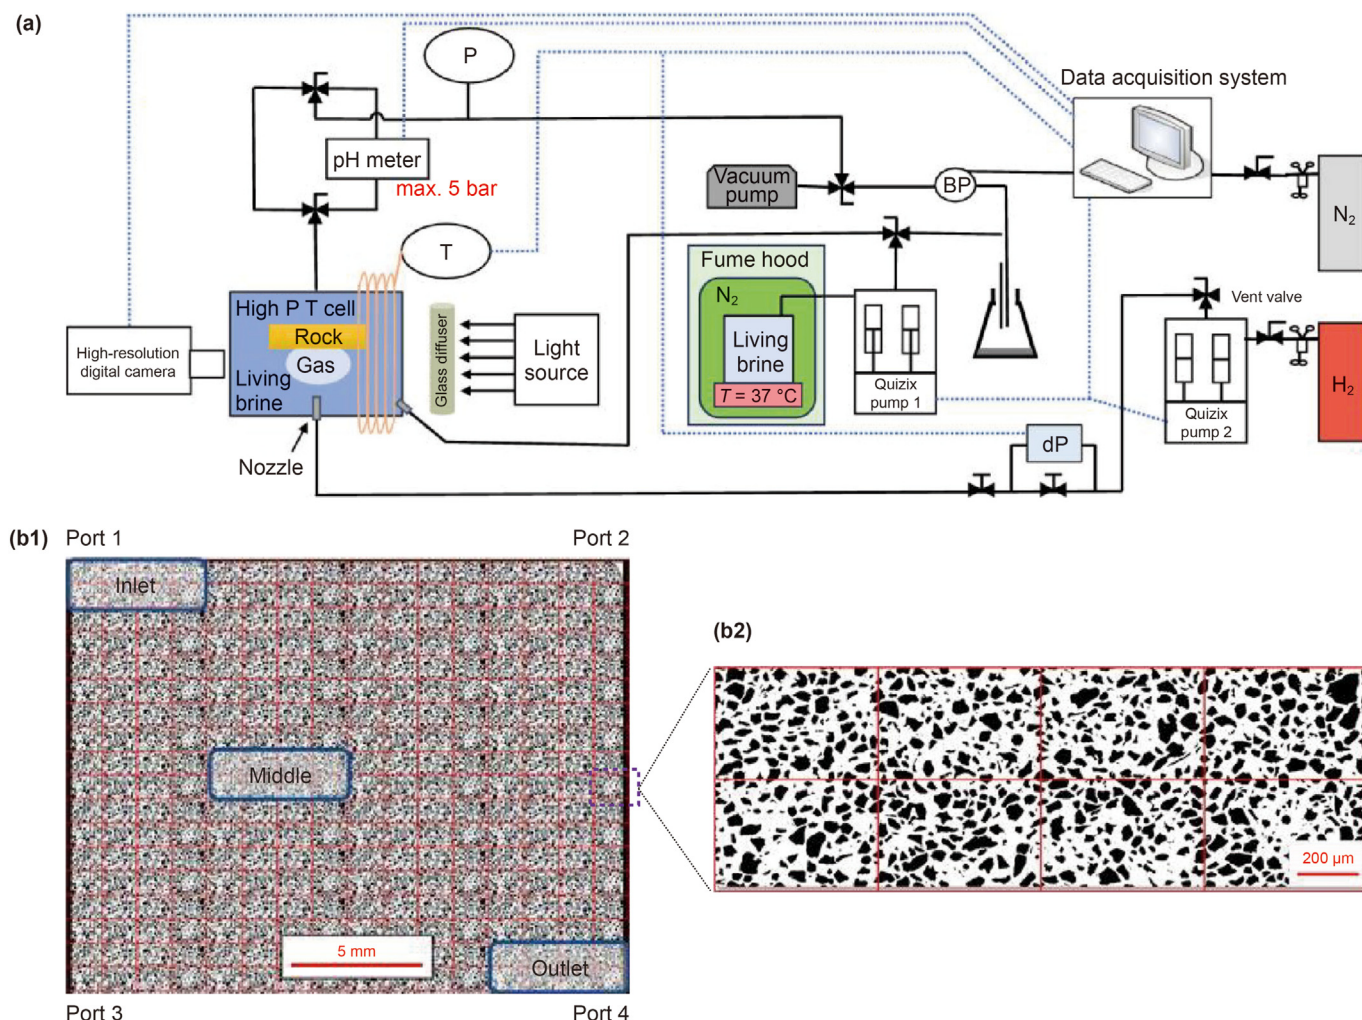 (a)
P
Data acquisition system
pH meter
max. 5 bar
Vacuum
pump
BP
N₂
T
Fume hood
N₂
Living
brine
T = 37 °C
Quizix
pump 1
Vent valve
Quizix
pump 2
H₂
High P T cell
Rock
Gas
Living
brine
High-resolution
digital camera
Glass diffuser
Light
source
Nozzle
dP
(b1)
Port 1
Port 2
Inlet
Middle
5 mm
Outlet
Port 3
Port 4
(b2)
200 µm